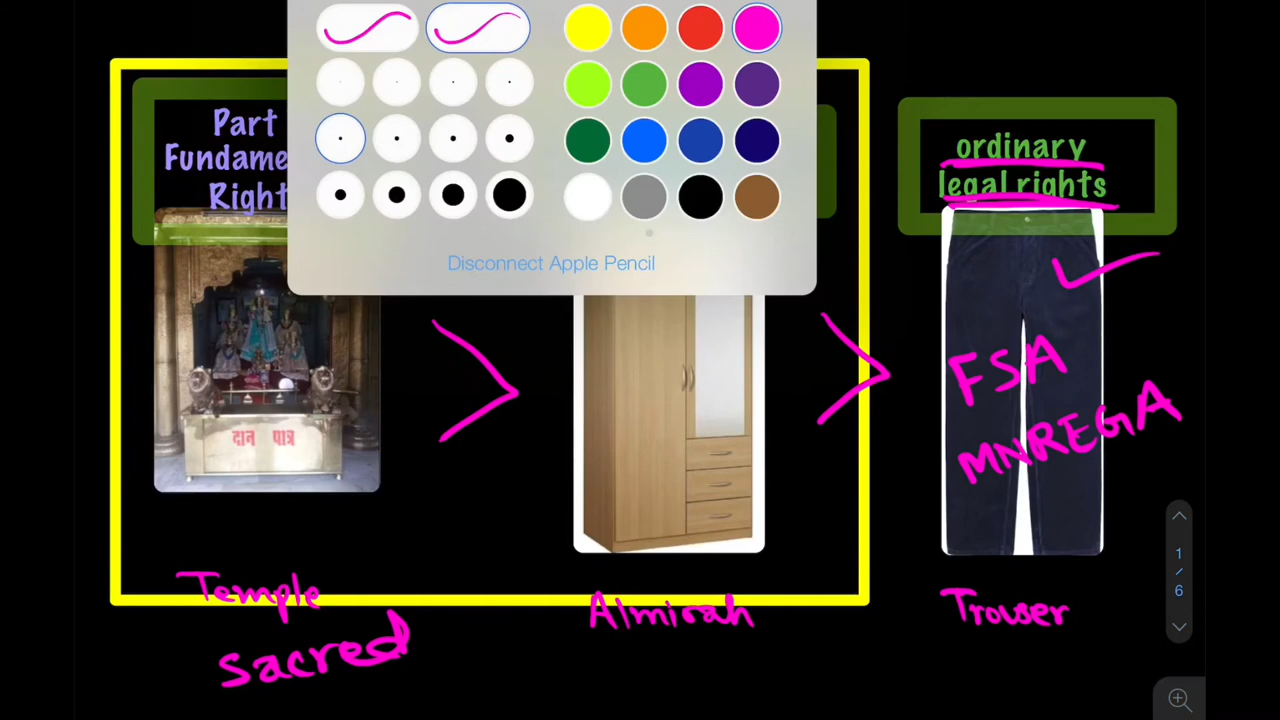 Part
Fundame
Right
ordinary
legal rights
Disconnect Apple Pencil
दान पात्र
FSA
MNREGA
Temple
Sacred
Almirah
Trouser
1
/
6